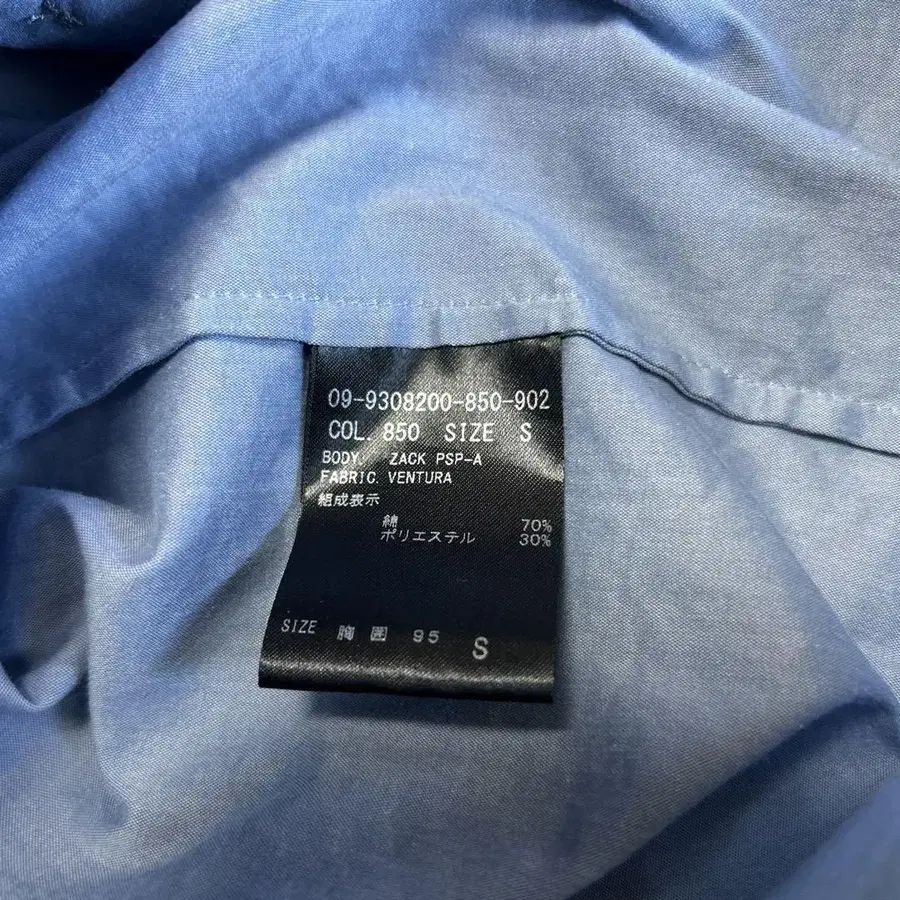 09-9308200-850-902
COL. 850 SIZE S
BODY. ZACK PSP-A
FABRIC. VENTURA
組成表示
綿 70%
ポリエステル 30%
SIZE 胸囲 95 S